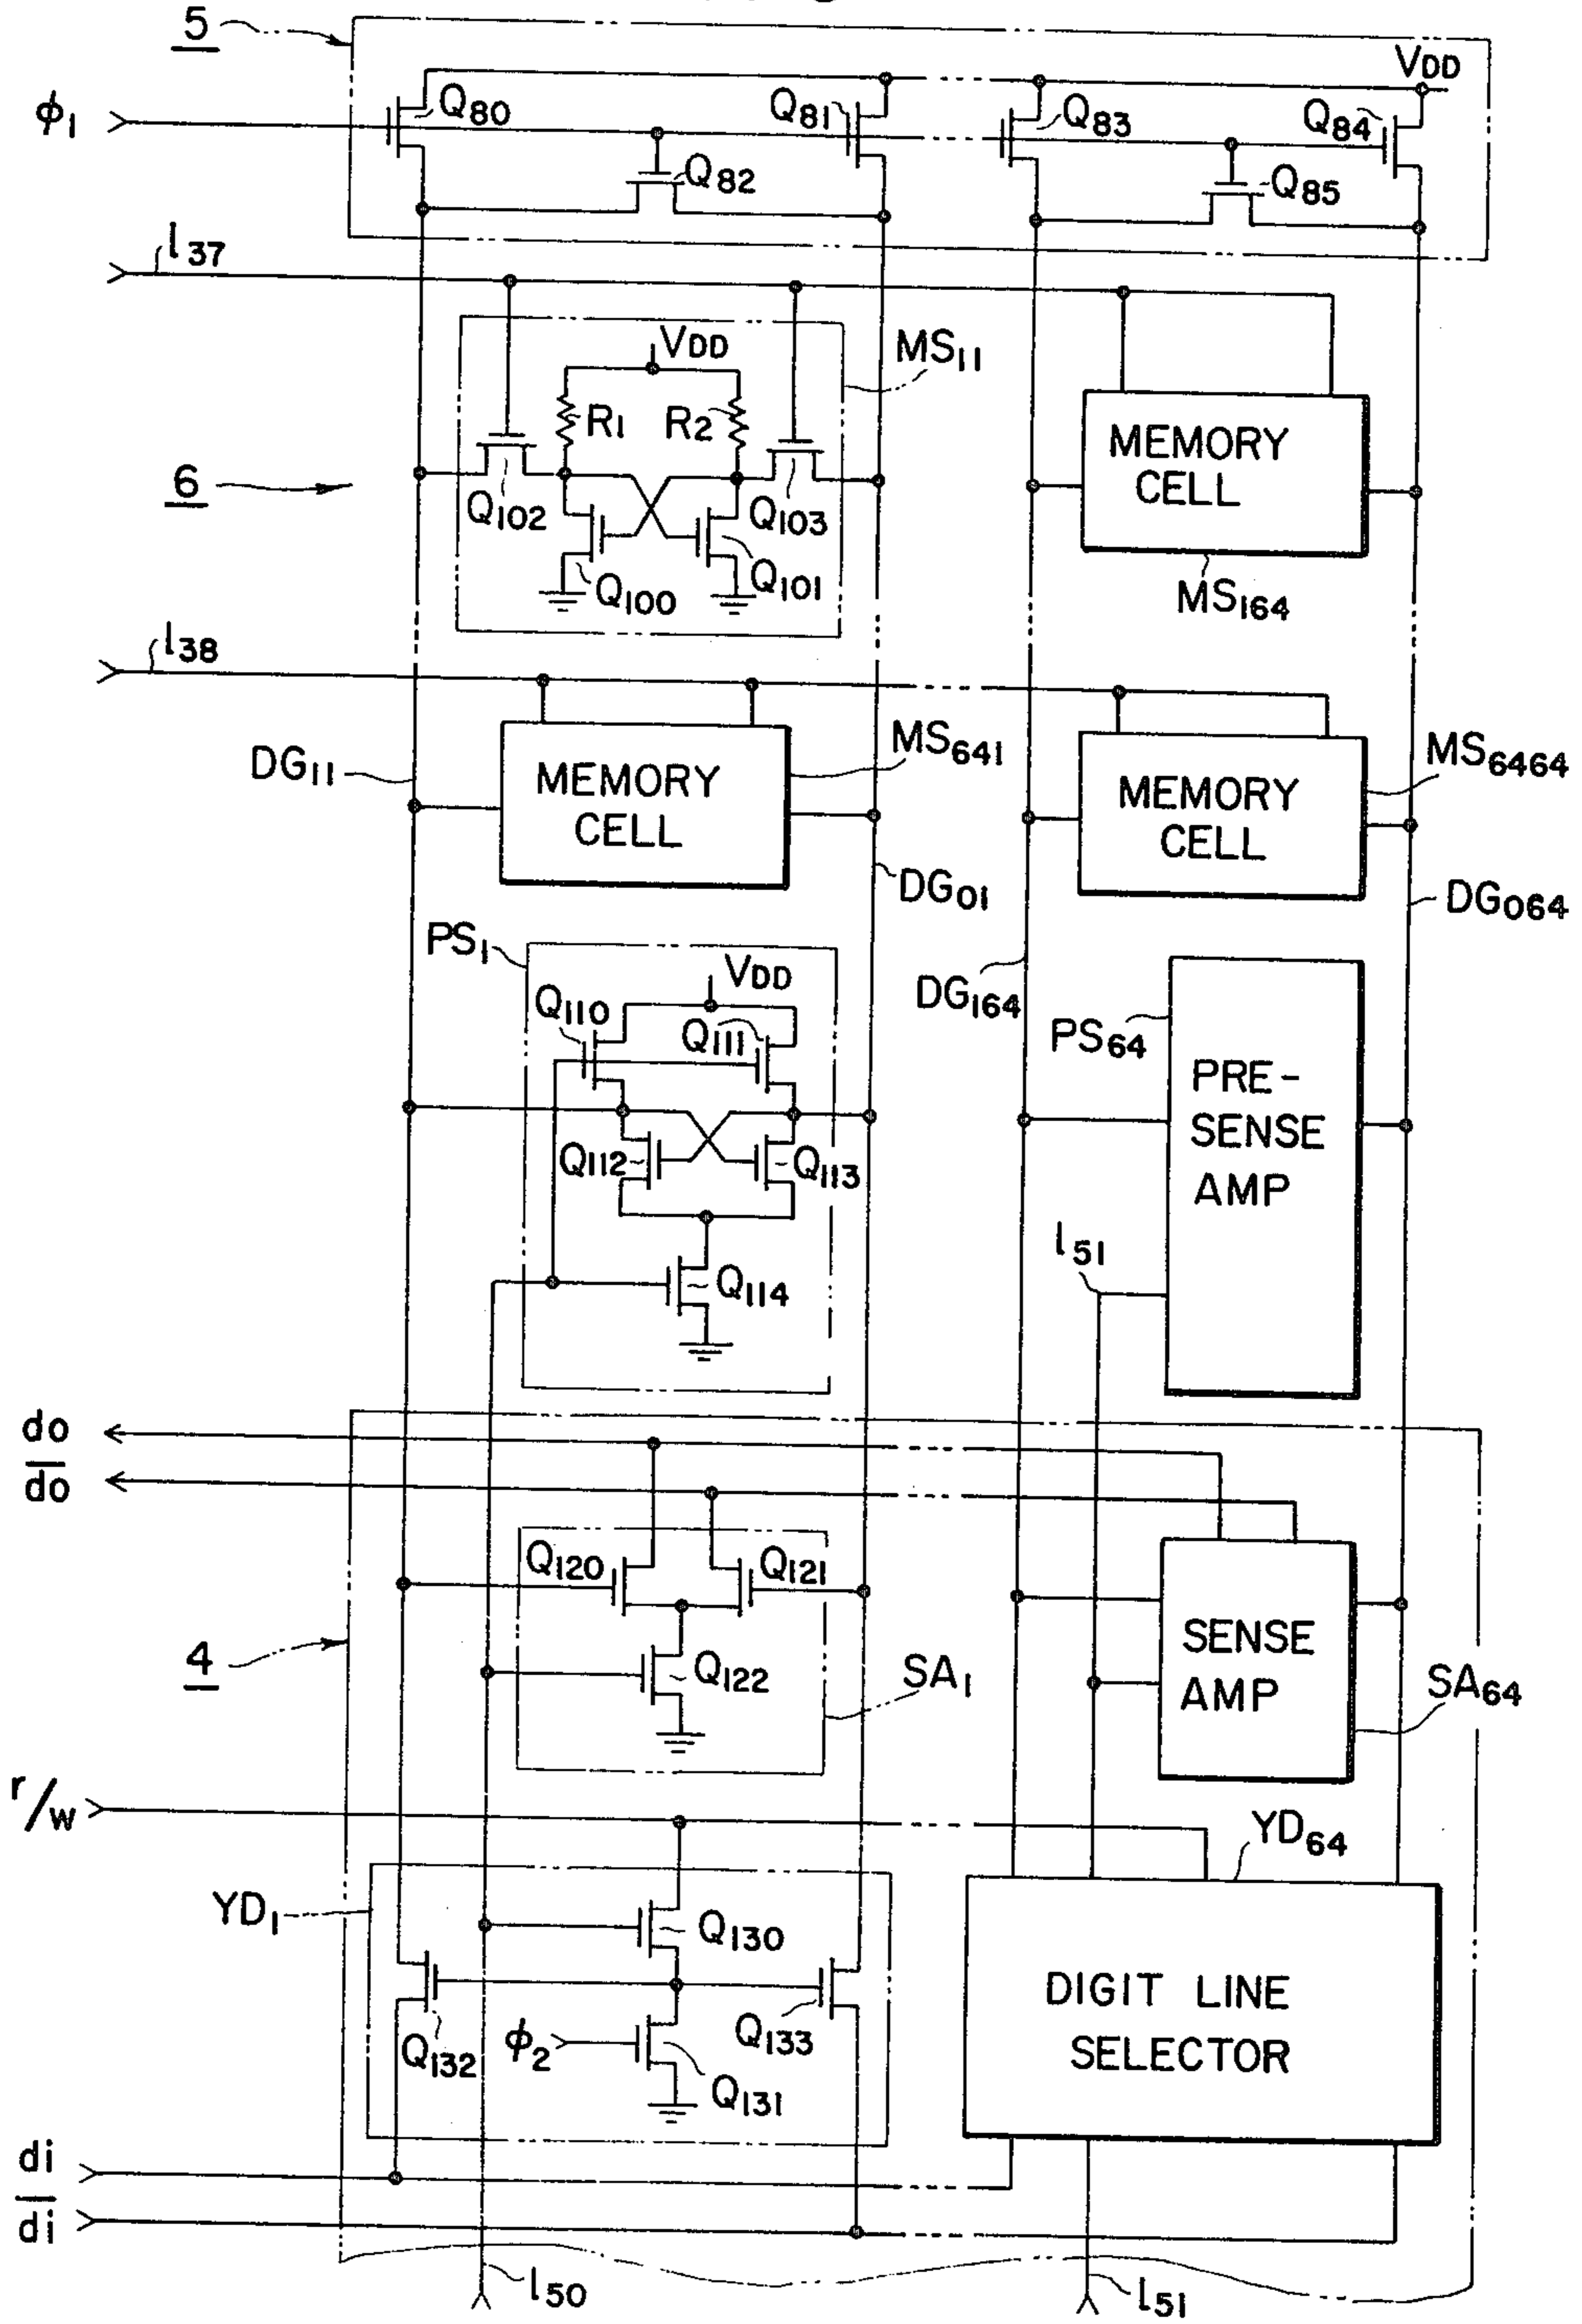 5
VDD
ϕ1
Q80
Q81
Q83
Q84
Q82
Q85
l37
VDD
MS11
R1
R2
MEMORY
CELL
6
Q102
Q103
Q100
Q101
MS164
l38
DG11
MEMORY
CELL
MS641
MEMORY
CELL
MS6464
DG01
DG064
PS1
VDD
DG164
Q110
Q111
PS64
PRE-
SENSE
AMP
Q112
Q113
l51
Q114
do
do
Q120
Q121
SENSE
AMP
4
Q122
SA1
SA64
r/w
YD64
YD1
Q130
DIGIT LINE
SELECTOR
Q132
ϕ2
Q133
Q131
di
di
l50
l51